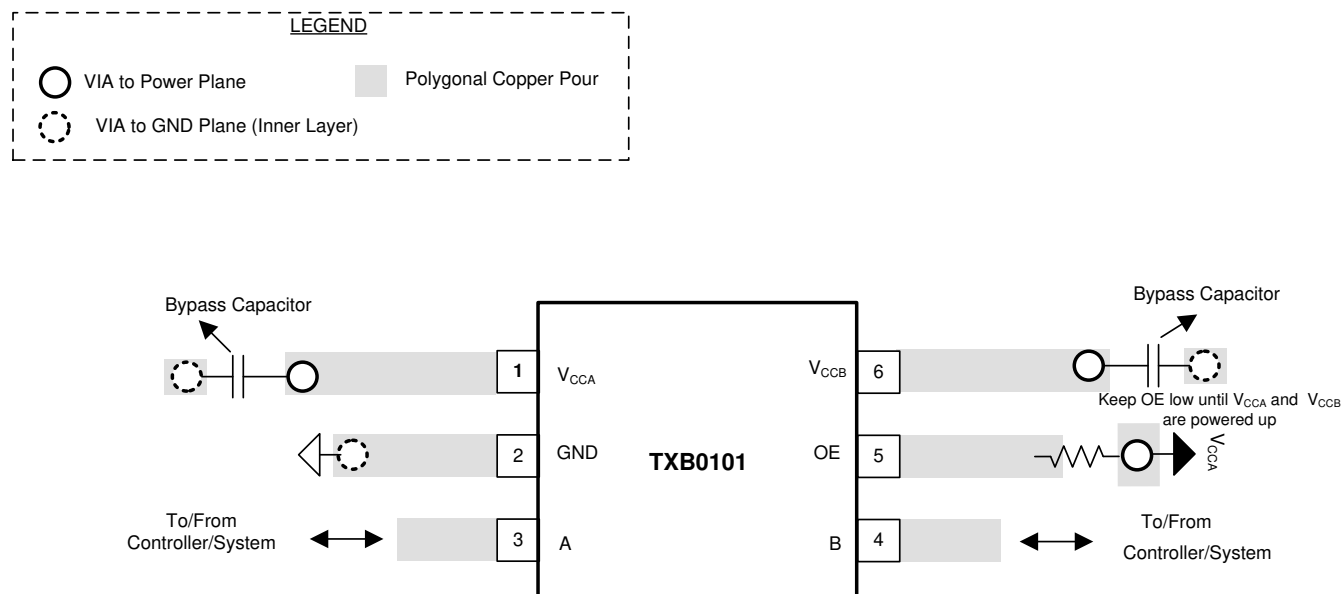 LEGEND
VIA to Power Plane
Polygonal Copper Pour
VIA to GND Plane (Inner Layer)
Bypass Capacitor
Bypass Capacitor
1
VCCA
VCCB
6
Keep OE low until VCCA and VCCB
are powered up
2
GND
TXB0101
OE
5
VCCA
To/From
Controller/System
3
A
B
4
To/From
Controller/System